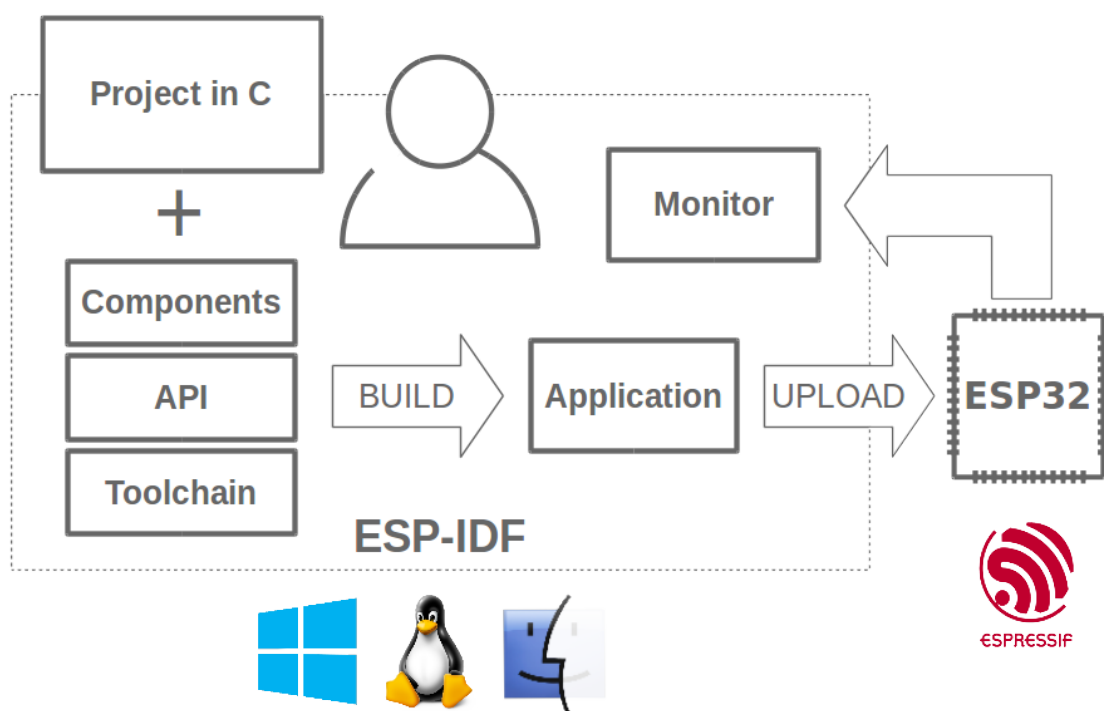 Project in C
+
Monitor
Components
API
BUILD
Application
UPLOAD
ESP32
Toolchain
ESP-IDF
ESPRESSIF